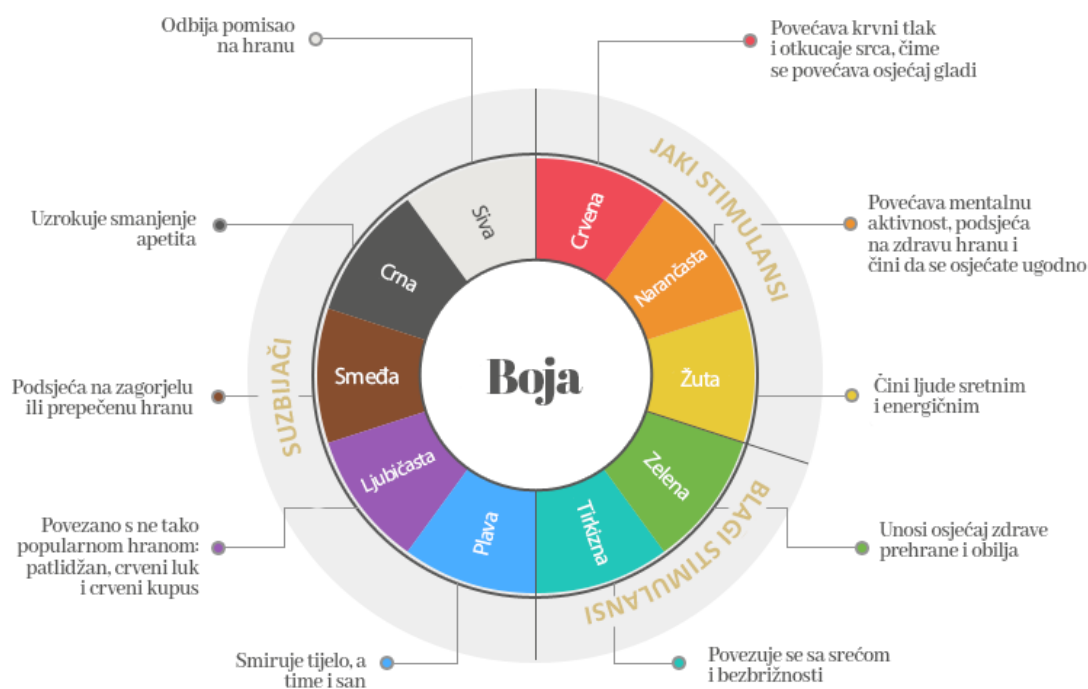 Odbija pomisao
na hranu
Povećava krvni tlak
i otkucaje srca, čime
se povećava osjećaj gladi
JAKI STIMULANSI
Siva
Crvena
Uzrokuje smanjenje
apetita
Povećava mentalnu
aktivnost, podsjeća
na zdravu hranu i
čini da se osjećate ugodno
Crna
Narančasta
SUZBIJAČI
Smeđa
Boja
Žuta
Podsjeća na zagorjelu
ili prepečenu hranu
Čini ljude sretnim
i energičnim
Ljubičasta
Zelena
Plava
Tirkizna
BLAGI STIMULANSI
Povezano s ne tako
popularnom hranom:
patlidžan, crveni luk
i crveni kupus
Unosi osjećaj zdrave
prehrane i obilja
Smiruje tijelo, a
time i san
Povezuje se sa srećom
i bezbrižnosti